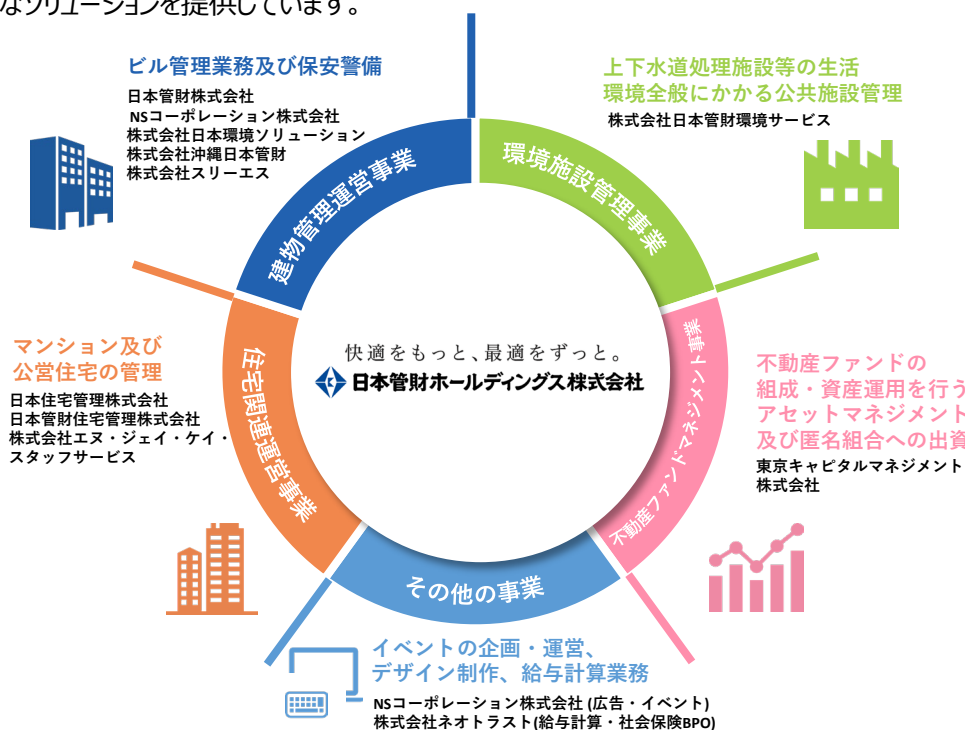 なソリューションを提供しています。
ビル管理業務及び保安警備
日本管財株式会社
NSコーポレーション株式会社
株式会社日本環境ソリューション
株式会社沖縄日本管財
株式会社スリーエス
上下水道処理施設等の生活
環境全般にかかる公共施設管理
株式会社日本管財環境サービス
建物管理運営事業
環境施設管理事業
マンション及び
公営住宅の管理
日本住宅管理株式会社
日本管財住宅管理株式会社
株式会社エヌ・ジェイ・ケイ・
スタッフサービス
住宅関連運営事業
快適をもっと、最適をずっと。
日本管財ホールディングス株式会社
不動産ファンドマネジメント事業
不動産ファンドの
組成・資産運用を行う
アセットマネジメント
及び匿名組合への出資
東京キャピタルマネジメント
株式会社
その他の事業
イベントの企画・運営、
デザイン制作、給与計算業務
NSコーポレーション株式会社 (広告・イベント)
株式会社ネオトラスト(給与計算・社会保険BPO)